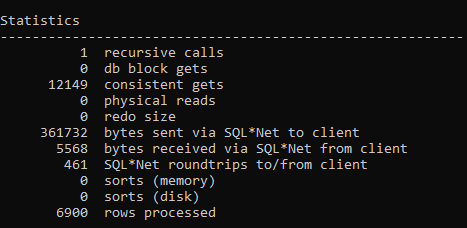 Statistics
----------------------------------------------------------
1 recursive calls
0 db block gets
12149 consistent gets
0 physical reads
0 redo size
361732 bytes sent via SQL*Net to client
5568 bytes received via SQL*Net from client
461 SQL*Net roundtrips to/from client
0 sorts (memory)
0 sorts (disk)
6900 rows processed